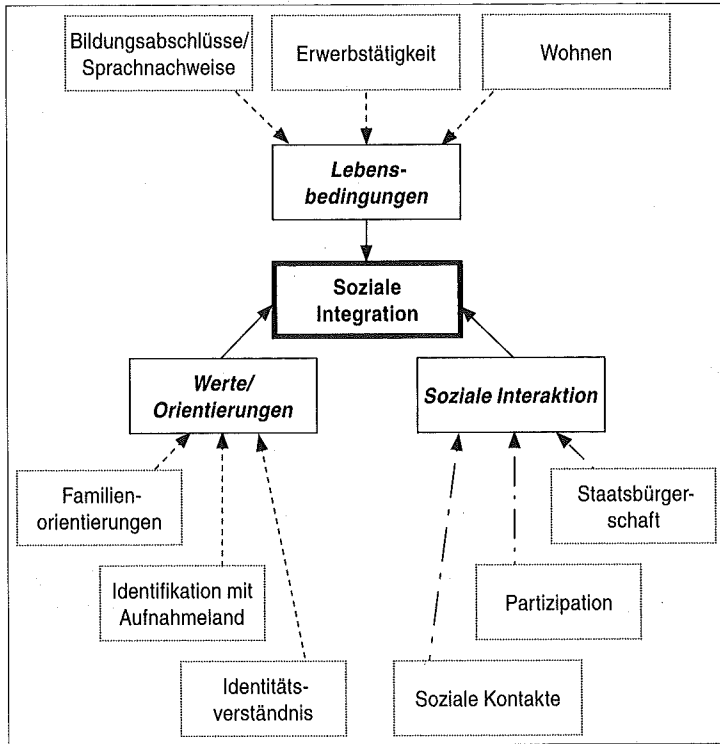 Bildungsabschlüsse/
Sprachnachweise
Erwerbstätigkeit
Wohnen
Lebens-
bedingungen
Soziale
Integration
Werte/
Orientierungen
Soziale Interaktion
Familien-
orientierungen
Staatsbürger-
schaft
Identifikation mit
Aufnahmeland
Partizipation
Identitäts-
verständnis
Soziale Kontakte